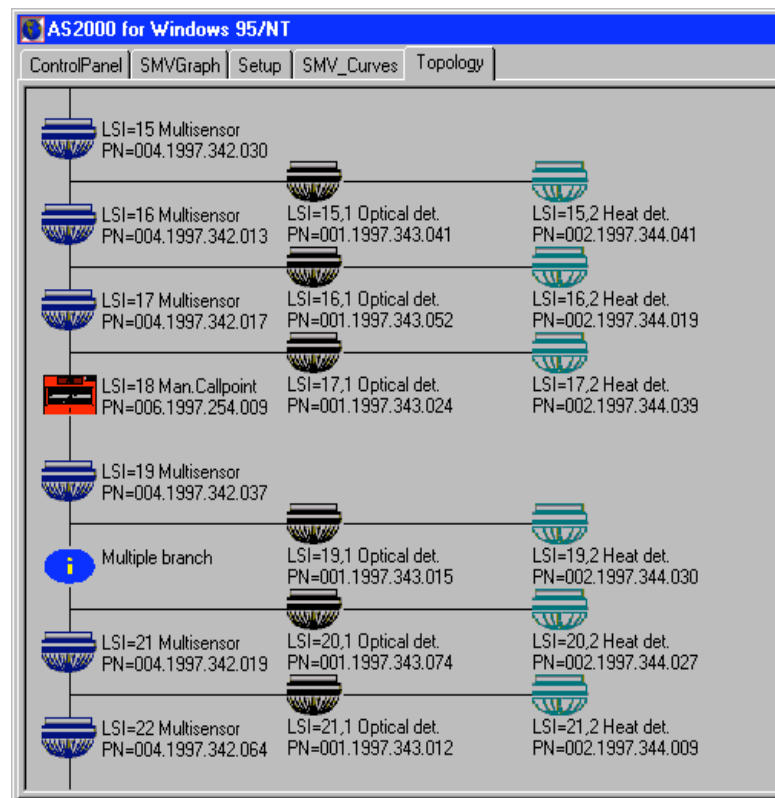 AS2000 for Windows 95/NT
ControlPanel SMVGraph Setup SMV_Curves Topology
LSI=15 Multisensor
PN=004.1997.342.030
LSI=16 Multisensor LSI=15,1 Optical det. LSI=15,2 Heat det.
PN=004.1997.342.013 PN=001.1997.343.041 PN=002.1997.344.041
LSI=17 Multisensor LSI=16,1 Optical det. LSI=16,2 Heat det.
PN=004.1997.342.017 PN=001.1997.343.052 PN=002.1997.344.019
LSI=18 Man.Callpoint LSI=17,1 Optical det. LSI=17,2 Heat det.
PN=006.1997.254.009 PN=001.1997.343.024 PN=002.1997.344.039
LSI=19 Multisensor
PN=004.1997.342.037
i Multiple branch LSI=19,1 Optical det. LSI=19,2 Heat det.
PN=001.1997.343.015 PN=002.1997.344.030
LSI=21 Multisensor LSI=20,1 Optical det. LSI=20,2 Heat det.
PN=004.1997.342.019 PN=001.1997.343.074 PN=002.1997.344.027
LSI=22 Multisensor LSI=21,1 Optical det. LSI=21,2 Heat det.
PN=004.1997.342.064 PN=001.1997.343.012 PN=002.1997.344.009